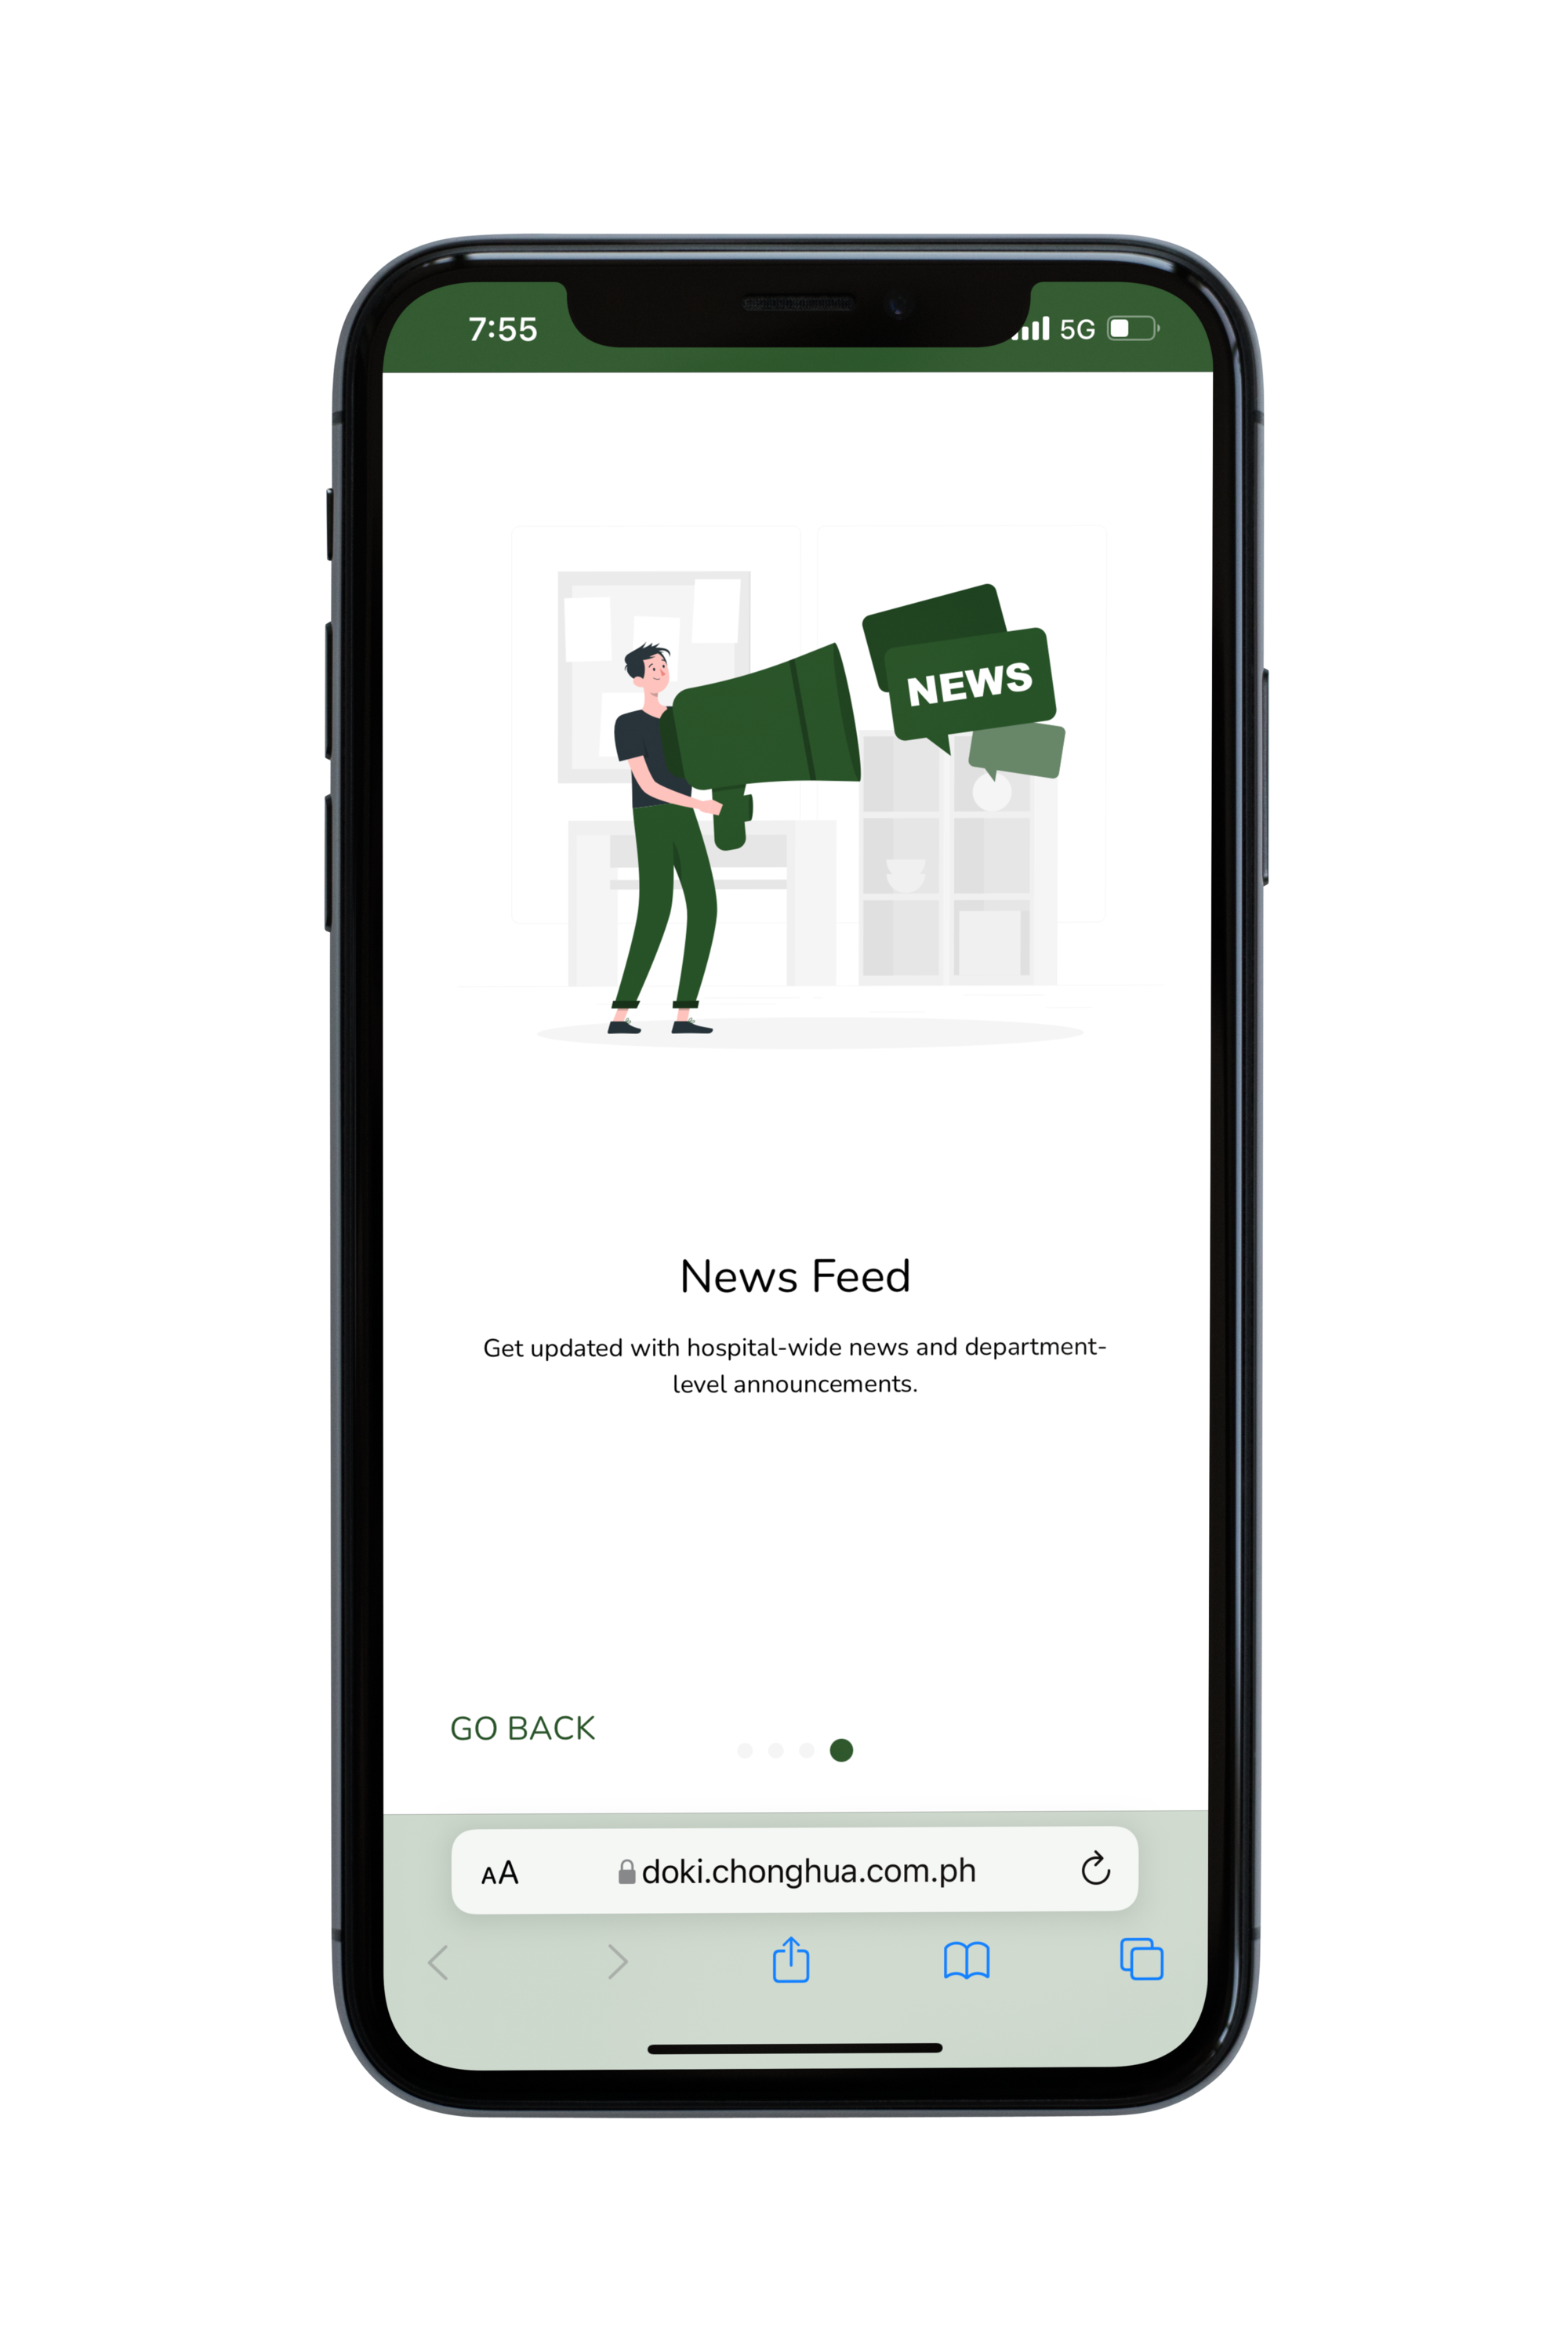 7:55 5G
NEWS
News Feed
Get updated with hospital-wide news and department-
level announcements.
GO BACK
AA doki.chonghua.com.ph